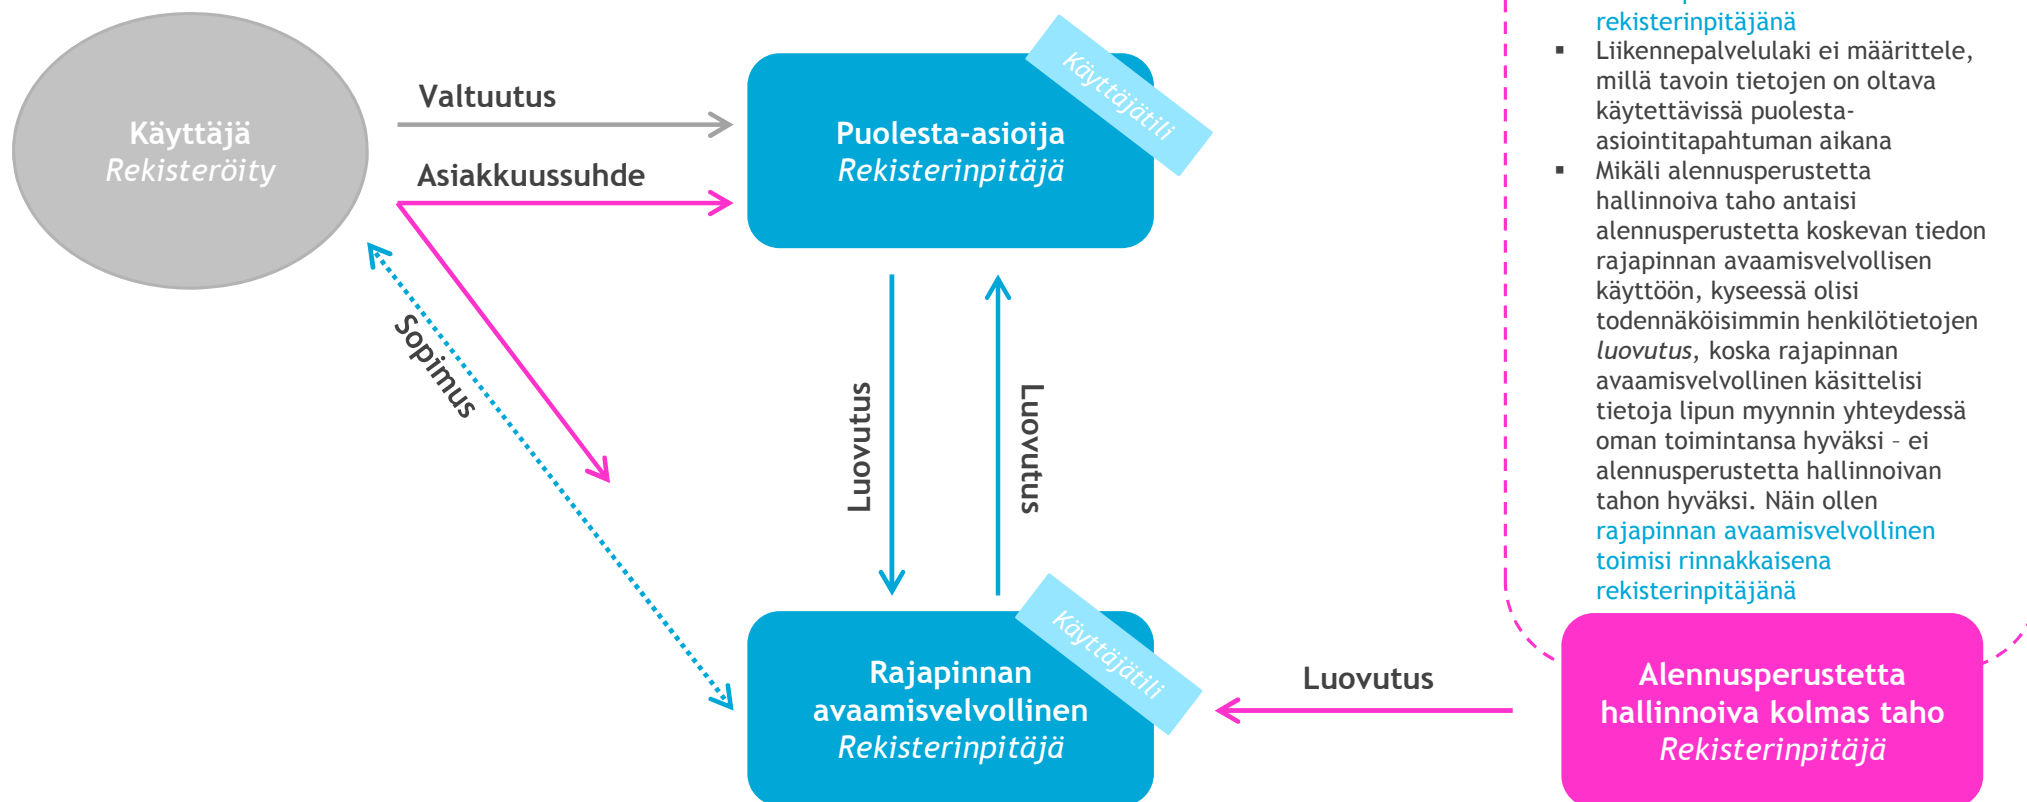 Käyttäjä
Rekisteröity
Valtuutus
Asiakkuussuhde
Sopimus
Puolesta-asioija
Rekisterinpitäjä
Käyttäjätili
Luovutus
Luovutus
Rajapinnan
avaamisvelvollinen
Rekisterinpitäjä
Käyttäjätili
Luovutus
rekisterinpitäjänä
▪ Liikennepalvelulaki ei määrittele,
millä tavoin tietojen on oltava
käytettävissä puolesta-
asiointitapahtuman aikana
▪ Mikäli alennusperustetta
hallinnoiva taho antaisi
alennusperustetta koskevan tiedon
rajapinnan avaamisvelvollisen
käyttöön, kyseessä olisi
todennäköisimmin henkilötietojen
luovutus, koska rajapinnan
avaamisvelvollinen käsittelisi
tietoja lipun myynnin yhteydessä
oman toimintansa hyväksi – ei
alennusperustetta hallinnoivan
tahon hyväksi. Näin ollen
rajapinnan avaamisvelvollinen
toimisi rinnakkaisena
rekisterinpitäjänä
Alennusperustetta
hallinnoiva kolmas taho
Rekisterinpitäjä